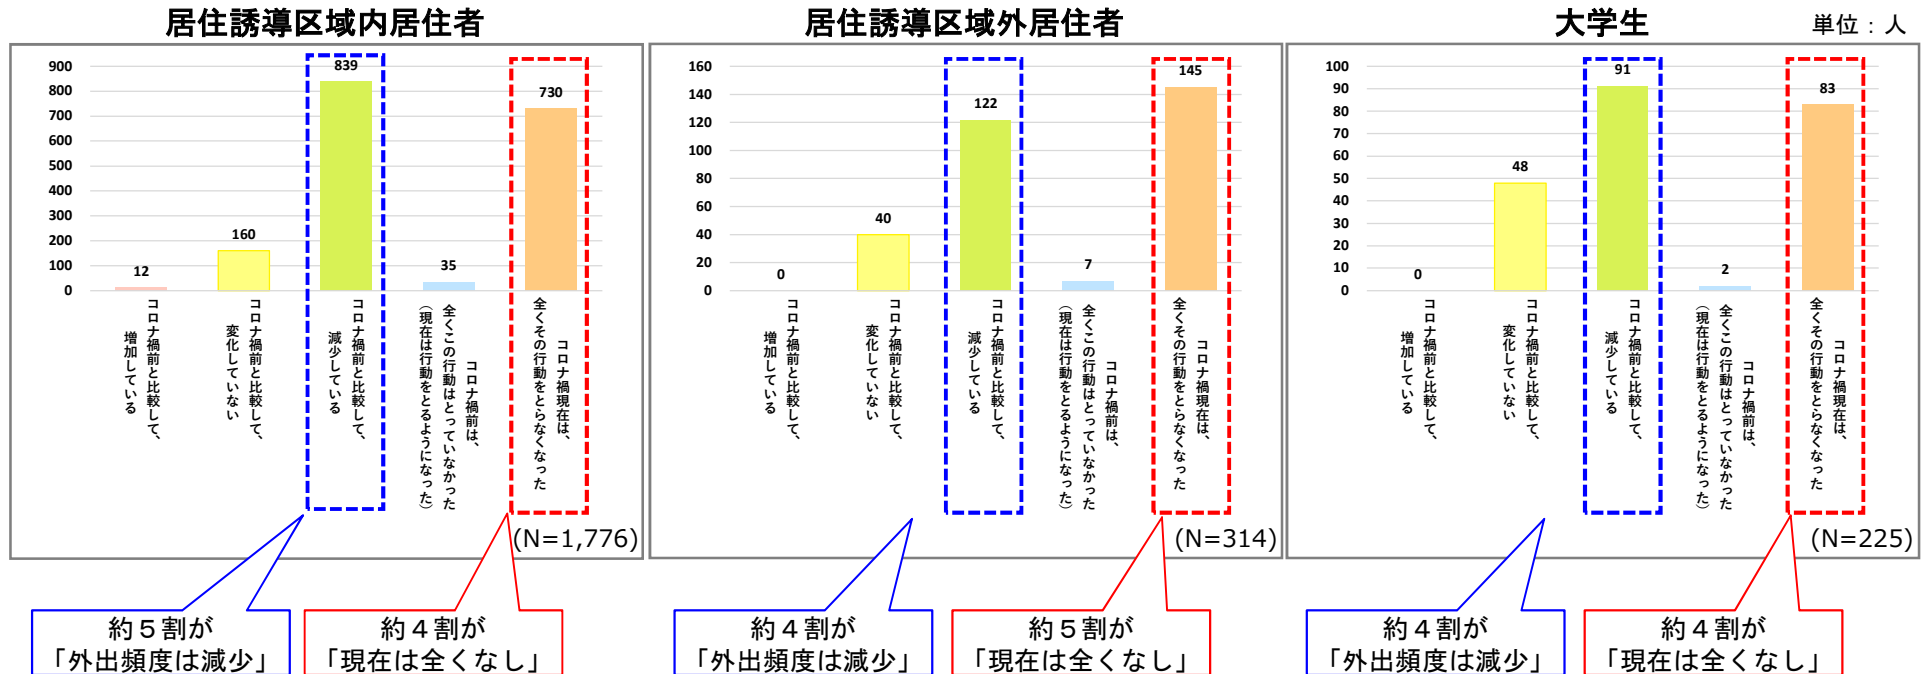 居住誘導区域内居住者
900
800
700
600
500
400
300
200
100
0
12
160
839
35
730
コロナ禍前と比較して、
増加している
コロナ禍前と比較して、
変化していない
コロナ禍前と比較して、
減少している
コロナ禍前は、
全くこの行動はとっていなかった
(現在は行動をとるようになった)
コロナ禍現在は、
全くその行動をとらなくなった
(N=1,776)
約5割が
「外出頻度は減少」
約4割が
「現在は全くなし」
居住誘導区域外居住者
160
140
120
100
80
60
40
20
0
0
40
122
7
145
コロナ禍前と比較して、
増加している
コロナ禍前と比較して、
変化していない
コロナ禍前と比較して、
減少している
コロナ禍前は、
全くこの行動はとっていなかった
(現在は行動をとるようになった)
コロナ禍現在は、
全くその行動をとらなくなった
(N=314)
約4割が
「外出頻度は減少」
約5割が
「現在は全くなし」
大学生
単位:人
100
90
80
70
60
50
40
30
20
10
0
0
48
91
2
83
コロナ禍前と比較して、
増加している
コロナ禍前と比較して、
変化していない
コロナ禍前と比較して、
減少している
コロナ禍前は、
全くこの行動はとっていなかった
(現在は行動をとるようになった)
コロナ禍現在は、
全くその行動をとらなくなった
(N=225)
約4割が
「外出頻度は減少」
約4割が
「現在は全くなし」